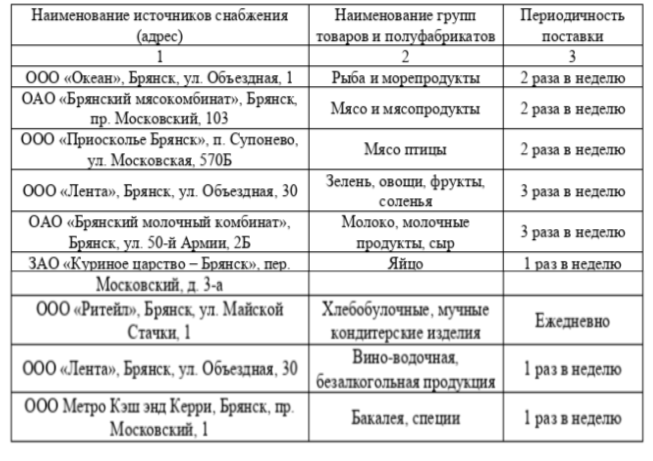 Наименование источников снабжения
(адрес)
Наименование групп
товаров и полуфабрикатов
Периодичность
поставки
1
2
3
ООО «Океан», Брянск, ул. Объездная, 1
Рыба и морепродукты
2 раза в неделю
ОАО «Брянский мясокомбинат», Брянск,
пр. Московский, 103
Мясо и мясопродукты
2 раза в неделю
ООО «Приосколье Брянск», п. Супонево,
ул. Московская, 570Б
Мясо птицы
2 раза в неделю
ООО «Лента», Брянск, ул. Объездная, 30
Зелень, овощи, фрукты,
соленья
3 раза в неделю
ОАО «Брянский молочный комбинат»,
Брянск, ул. 50-й Армии, 2Б
Молоко, молочные
продукты, сыр
3 раза в неделю
ЗАО «Куриное царство – Брянск», пер.
Московский, д. 3-а
Яйцо
1 раз в неделю
ООО «Ритейл», Брянск, ул. Майской
Стачки, 1
Хлебобулочные, мучные
кондитерские изделия
Ежедневно
ООО «Лента», Брянск, ул. Объездная, 30
Вино-водочная,
безалкогольная продукция
1 раз в неделю
ООО Метро Кэш энд Керри, Брянск, пр.
Московский, 1
Бакалея, специи
1 раз в неделю